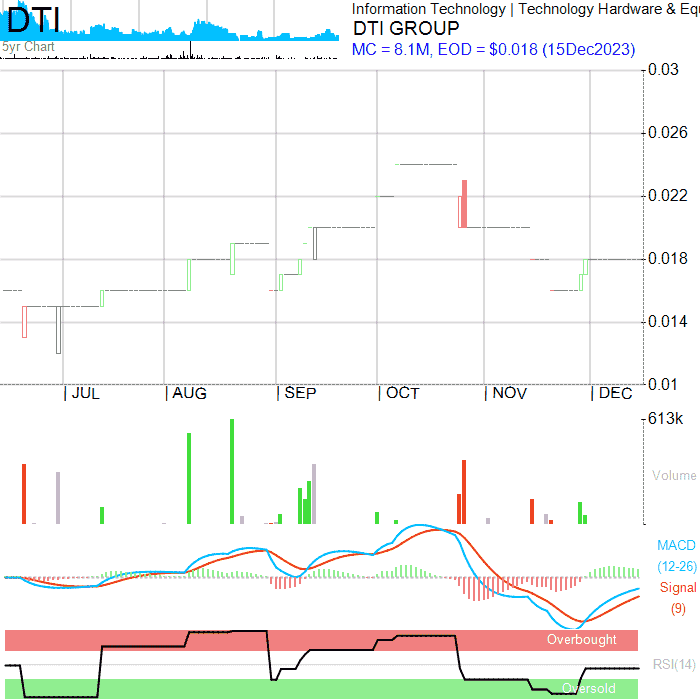 DTI
5yr Chart
Information Technology | Technology Hardware & Equ
DTI GROUP
MC = 8.1M, EOD = $0.018 (15Dec2023)
0.03
0.026
0.022
0.018
0.014
0.01
| JUL | AUG | SEP | OCT | NOV | DEC
613k
Volume
MACD
(12-26)
Signal
(9)
Overbought
RSI(14)
Oversold